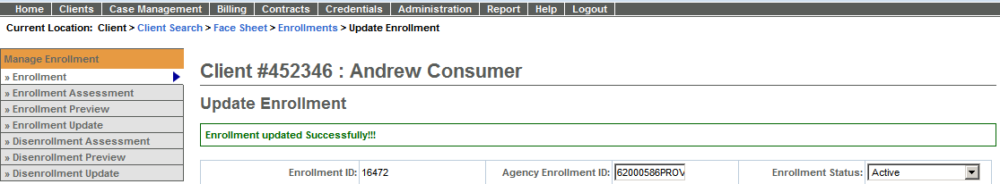 Home Clients Case Management Billing Contracts Credentials Administration Report Help Logout
Current Location: Client > Client Search > Face Sheet > Enrollments > Update Enrollment
Manage Enrollment
» Enrollment
» Enrollment Assessment
» Enrollment Preview
» Enrollment Update
» Disenrollment Assessment
» Disenrollment Preview
» Disenrollment Update
Client #452346 : Andrew Consumer
Update Enrollment
Enrollment updated Successfully!!!
Enrollment ID: 16472 Agency Enrollment ID: 62000586PROV Enrollment Status: Active